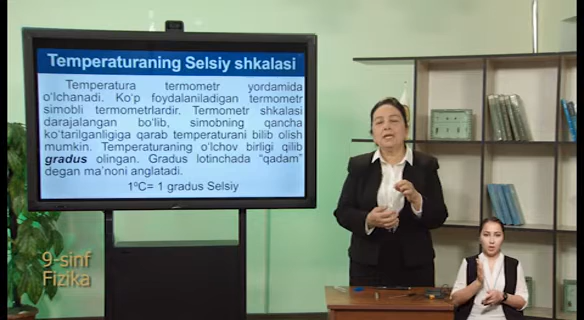 Temperaturaning Selsiy shkalasi
Temperatura termometr yordamida
o‘lchanadi. Ko‘p foydalaniladigan termometr
simobli termometrlardir. Termometr shkalasi
darajalangan bo‘lib, simobning qancha
ko‘tarilganligiga qarab temperaturani bilib olish
mumkin. Temperaturaning o‘lchov birligi qilib
gradus olingan. Gradus lotinchada “qadam”
degan ma’noni anglatadi.
1⁰C= 1 gradus Selsiy
9-sinf
Fizika